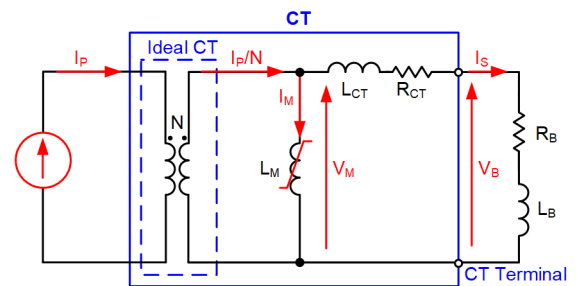 CT
Ideal CT
I_P
I_P/N
I_S
L_CT
R_CT
I_M
N
R_B
L_M
V_M
V_B
L_B
CT Terminal